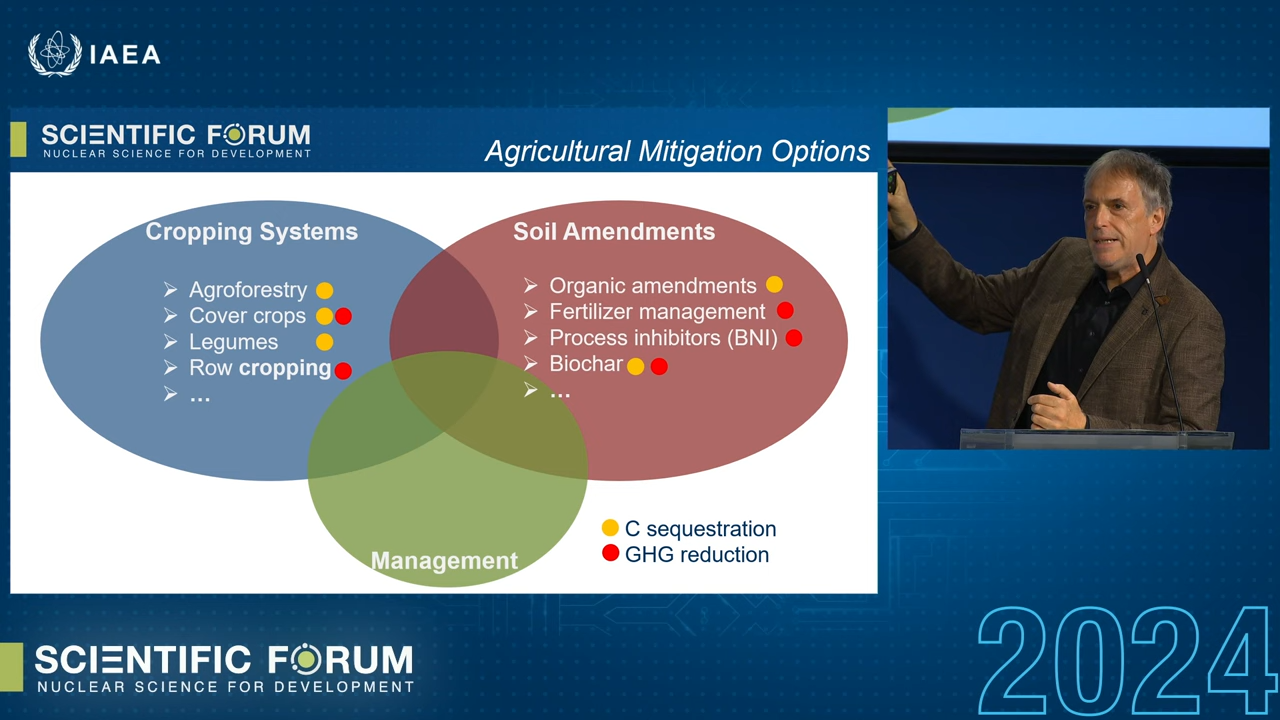 IAEA
SCIENTIFIC FORUM
NUCLEAR SCIENCE FOR DEVELOPMENT
Agricultural Mitigation Options
Cropping Systems
➢ Agroforestry
➢ Cover crops
➢ Legumes
➢ Row cropping
➢ ...
Soil Amendments
➢ Organic amendments
➢ Fertilizer management
➢ Process inhibitors (BNI)
➢ Biochar
➢ ...
Management
C sequestration
GHG reduction
SCIENTIFIC FORUM
NUCLEAR SCIENCE FOR DEVELOPMENT
2024